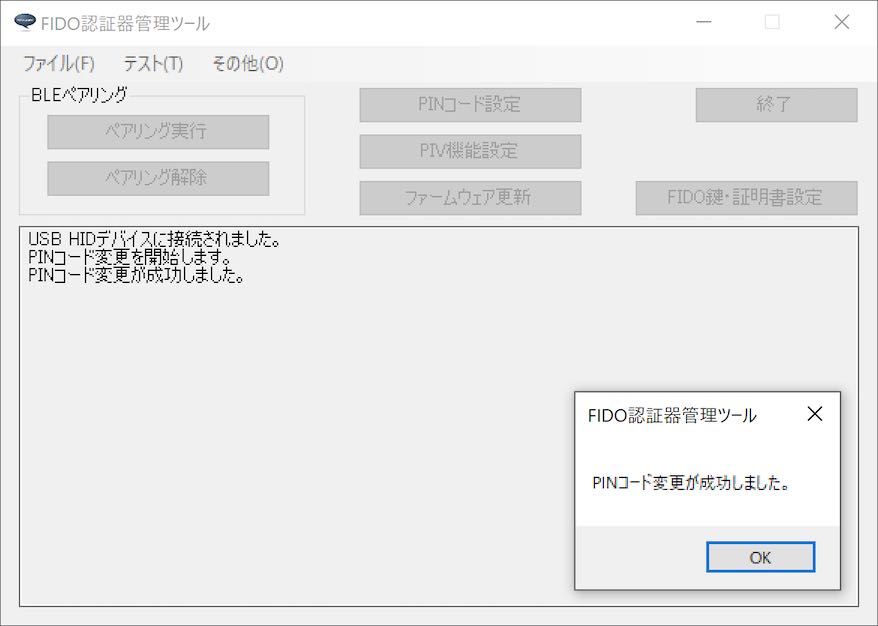 FIDO認証器管理ツール
ファイル(F) テスト(T) その他(O)
BLEペアリング
ペアリング実行
ペアリング解除
PINコード設定
PIV機能設定
ファームウェア更新
終了
FIDO鍵・証明書設定
USB HIDデバイスに接続されました。
PINコード変更を開始します。
PINコード変更が成功しました。
FIDO認証器管理ツール
PINコード変更が成功しました。
OK